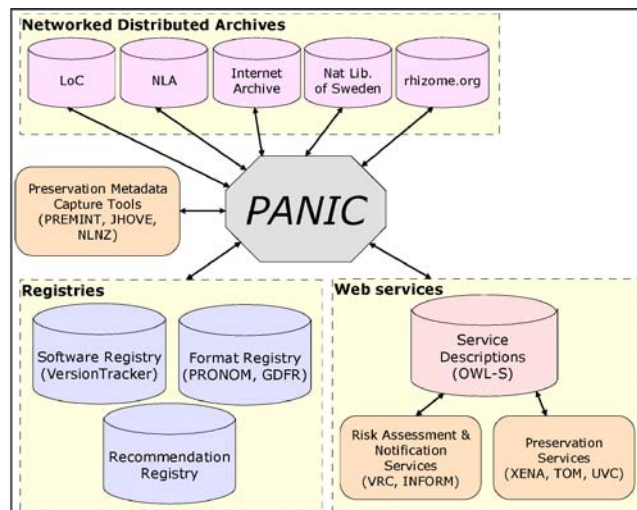 Networked Distributed Archives
LoC
NLA
Internet
Archive
Nat Lib.
of Sweden
rhizome.org
Preservation Metadata
Capture Tools
(PREMINT, JHOVE,
NLNZ)
PANIC
Registries
Software Registry
(VersionTracker)
Format Registry
(PRONOM, GDFR)
Recommendation
Registry
Web services
Service
Descriptions
(OWL-S)
Risk Assessment &
Notification
Services
(VRC, INFORM)
Preservation
Services
(XENA, TOM, UVC)